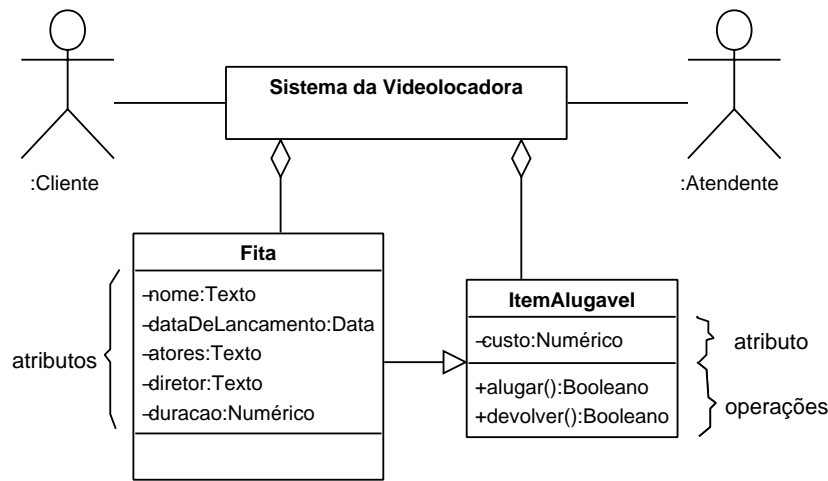 Sistema da Videolocadora
:Cliente
:Atendente
Fita
-nome:Texto
-dataDeLancamento:Data
-atores:Texto
-diretor:Texto
-duracao:Numérico
atributos
ItemAlugavel
-custo:Numérico
+alugar():Booleano
+devolver():Booleano
atributo
operações